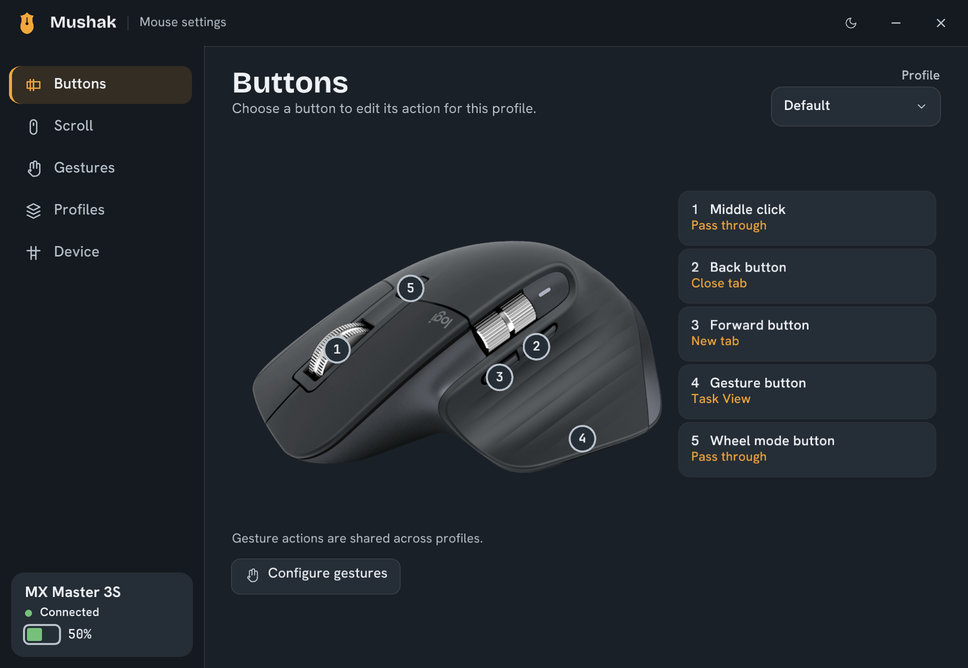 Mushak
Mouse settings
Buttons
Scroll
Gestures
Profiles
Device
MX Master 3S
Connected
50%
Buttons
Choose a button to edit its action for this profile.
Profile
Default
5
logi
1
2
3
4
1 Middle click
Pass through
2 Back button
Close tab
3 Forward button
New tab
4 Gesture button
Task View
5 Wheel mode button
Pass through
Gesture actions are shared across profiles.
Configure gestures